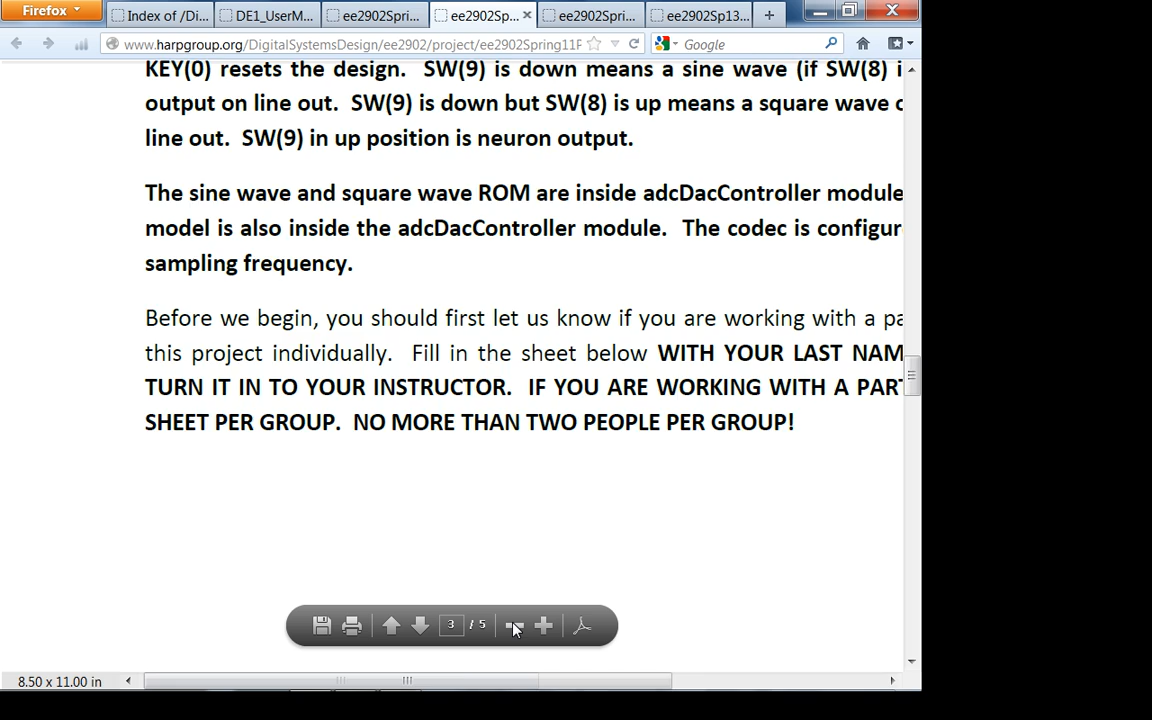 Firefox
Index of /Di...
DE1_UserM...
ee2902Spri...
ee2902Sp...
ee2902Spri...
ee2902Sp13...
www.harpgroup.org/DigitalSystemsDesign/ee2902/project/ee2902Spring11F
Google
KEY(0) resets the design. SW(9) is down means a sine wave (if SW(8) i
output on line out. SW(9) is down but SW(8) is up means a square wave o
line out. SW(9) in up position is neuron output.
The sine wave and square wave ROM are inside adcDacController module
model is also inside the adcDacController module. The codec is configur
sampling frequency.
Before we begin, you should first let us know if you are working with a pa
this project individually. Fill in the sheet below WITH YOUR LAST NAM
TURN IT IN TO YOUR INSTRUCTOR. IF YOU ARE WORKING WITH A PART
SHEET PER GROUP. NO MORE THAN TWO PEOPLE PER GROUP!
3 / 5
8.50 x 11.00 in